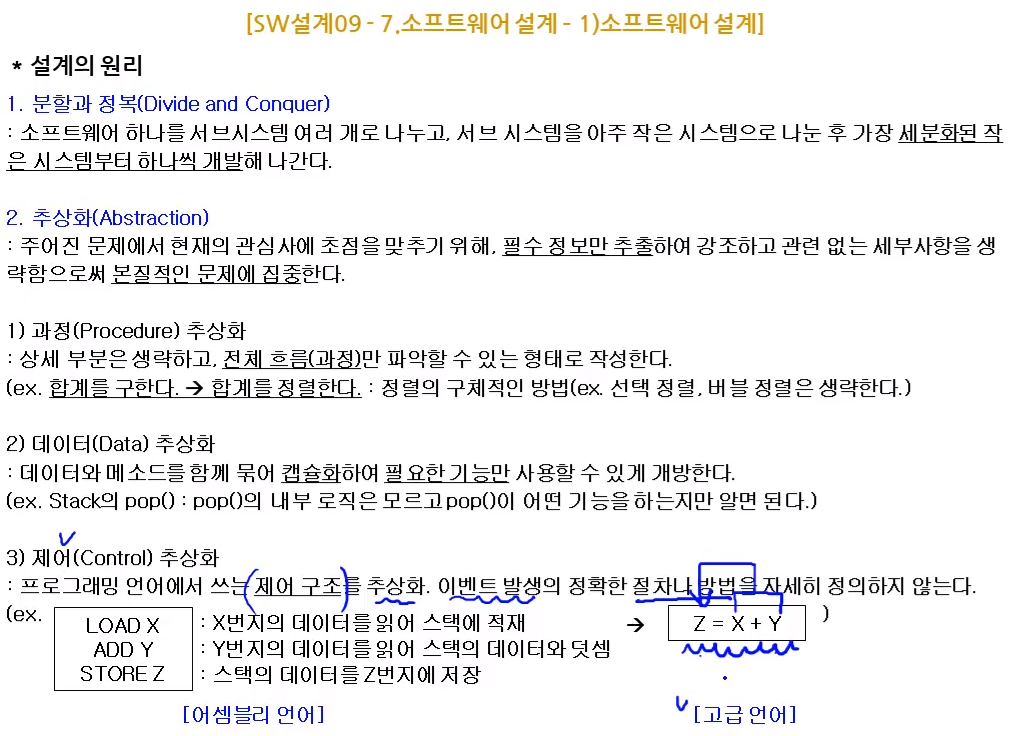 [SW설계09 - 7.소프트웨어 설계 - 1)소프트웨어 설계]
* 설계의 원리
1. 분할과 정복(Divide and Conquer)
: 소프트웨어 하나를 서브시스템 여러 개로 나누고, 서브 시스템을 아주 작은 시스템으로 나눈 후 가장 세분화된 작
은 시스템부터 하나씩 개발해 나간다.
2. 추상화(Abstraction)
: 주어진 문제에서 현재의 관심사에 초점을 맞추기 위해, 필수 정보만 추출하여 강조하고 관련 없는 세부사항을 생
략함으로써 본질적인 문제에 집중한다.
1) 과정(Procedure) 추상화
: 상세 부분은 생략하고, 전체 흐름(과정)만 파악할 수 있는 형태로 작성한다.
(ex. 합계를 구한다. → 합계를 정렬한다. : 정렬의 구체적인 방법(ex. 선택 정렬, 버블 정렬은 생략한다.)
2) 데이터(Data) 추상화
: 데이터와 메소드를 함께 묶어 캡슐화하여 필요한 기능만 사용할 수 있게 개방한다.
(ex. Stack의 pop() : pop()의 내부 로직은 모르고 pop()이 어떤 기능을 하는지만 알면 된다.)
3) 제어(Control) 추상화
: 프로그래밍 언어에서 쓰는 제어 구조를 추상화. 이벤트 발생의 정확한 절차나 방법을 자세히 정의하지 않는다.
(ex. LOAD X : X번지의 데이터를 읽어 스택에 적재 → Z = X + Y )
ADD Y : Y번지의 데이터를 읽어 스택의 데이터와 덧셈
STORE Z : 스택의 데이터를 Z번지에 저장
[어셈블리 언어] [고급 언어]